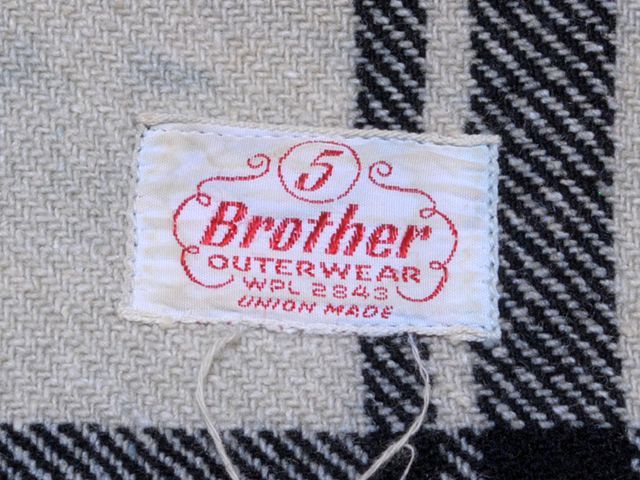 5
Brother
OUTERWEAR
WPL 2843
UNION MADE